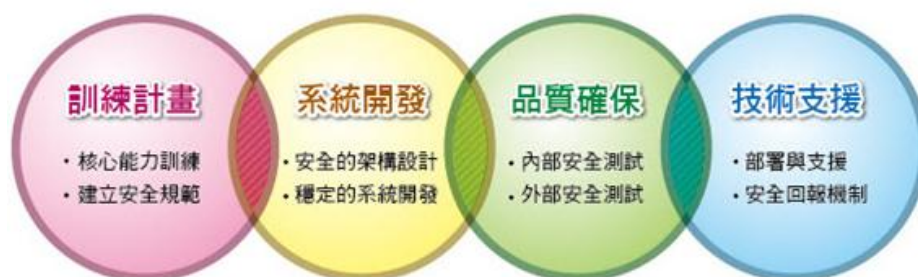 訓練計畫
・核心能力訓練
・建立安全規範
系統開發
・安全的架構設計
・穩定的系統開發
品質確保
・內部安全測試
・外部安全測試
技術支援
・部署與支援
・安全回報機制